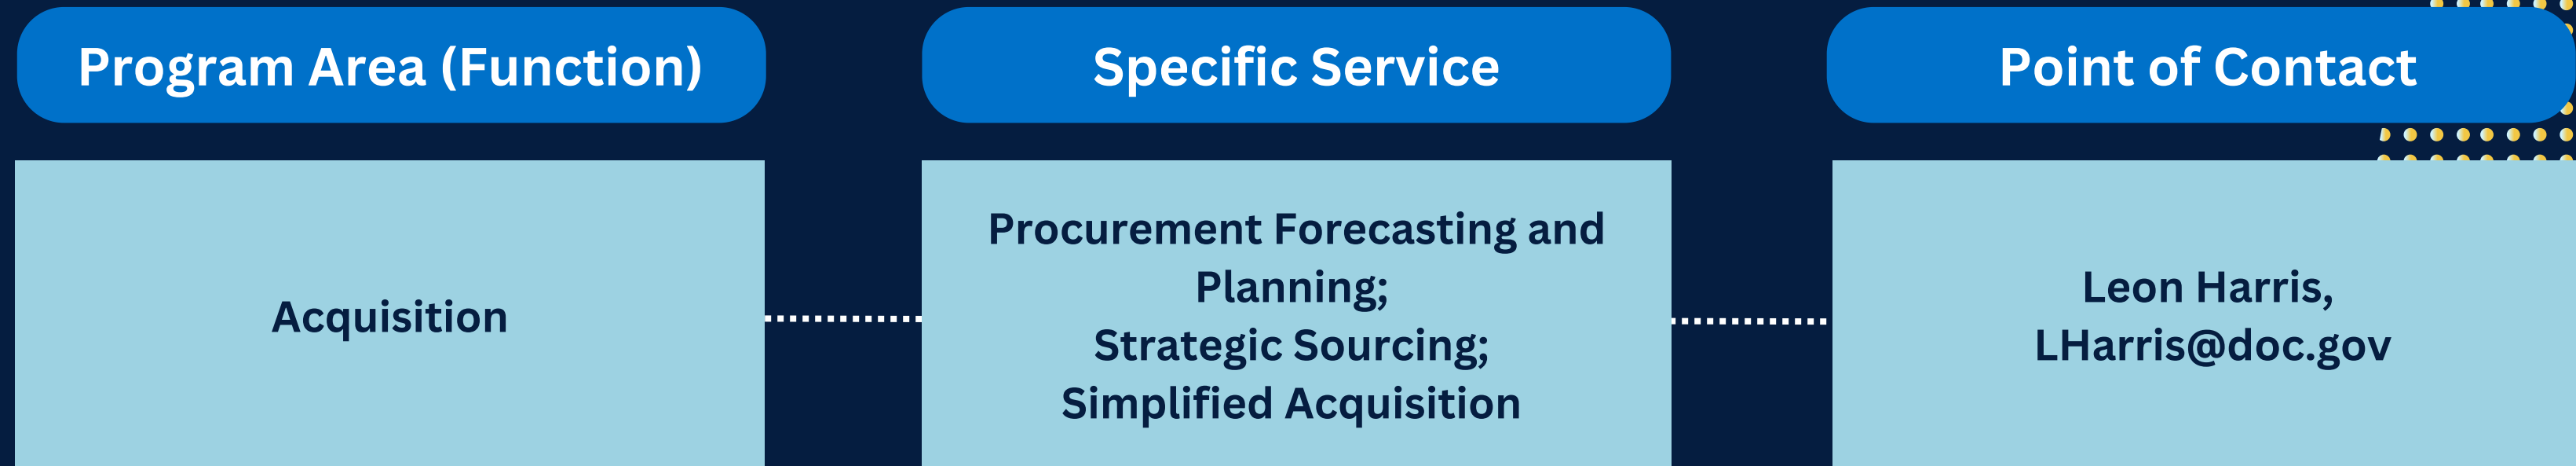 Program Area (Function)
Specific Service
Point of Contact
Acquisition
Procurement Forecasting and
Planning;
Strategic Sourcing;
Simplified Acquisition
Leon Harris,
LHarris@doc.gov